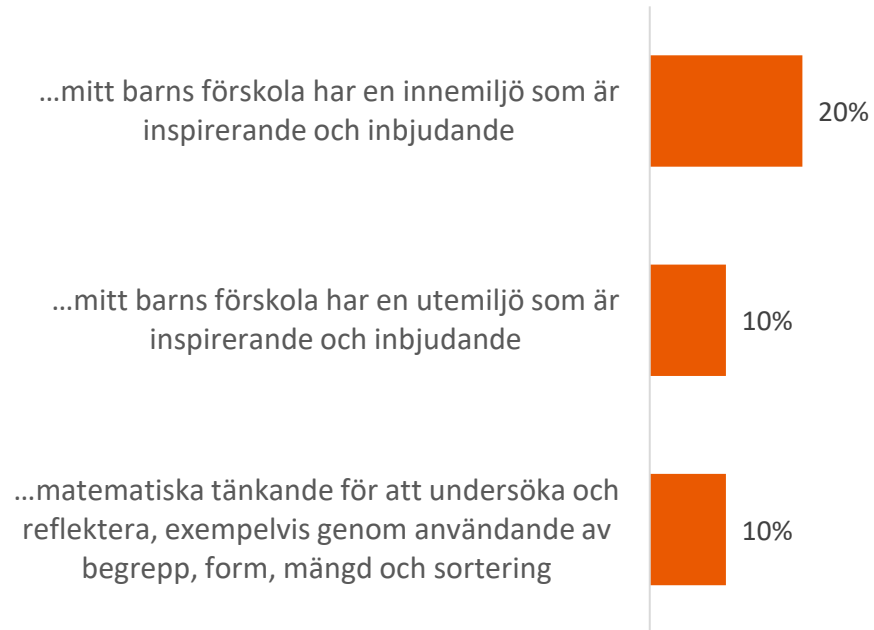 …mitt barns förskola har en innemiljö som är
inspirerande och inbjudande
20%
…mitt barns förskola har en utemiljö som är
inspirerande och inbjudande
10%
…matematiska tänkande för att undersöka och
reflektera, exempelvis genom användande av
begrepp, form, mängd och sortering
10%